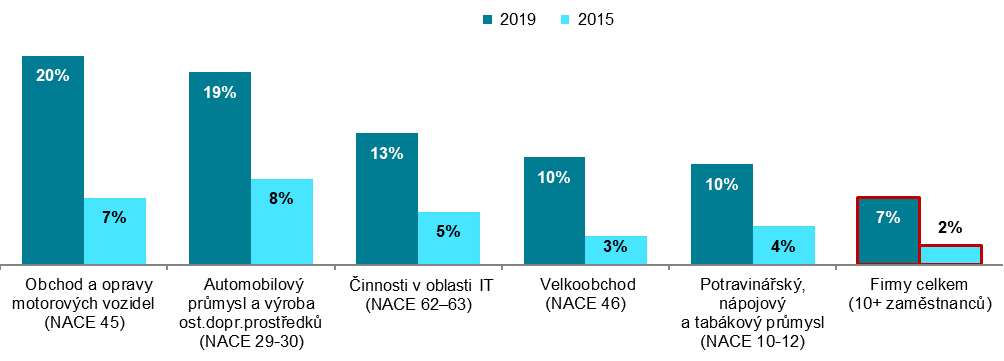 2019 2015
20% 7%
19% 8%
13% 5%
10% 3%
10% 4%
7% 2%
Obchod a opravy
motorových vozidel
(NACE 45)
Automobilový
průmysl a výroba
ost.dopr.prostředků
(NACE 29-30)
Činnosti v oblasti IT
(NACE 62–63)
Velkoobchod
(NACE 46)
Potravinářský,
nápojový
a tabákový průmysl
(NACE 10-12)
Firmy celkem
(10+ zaměstnanců)